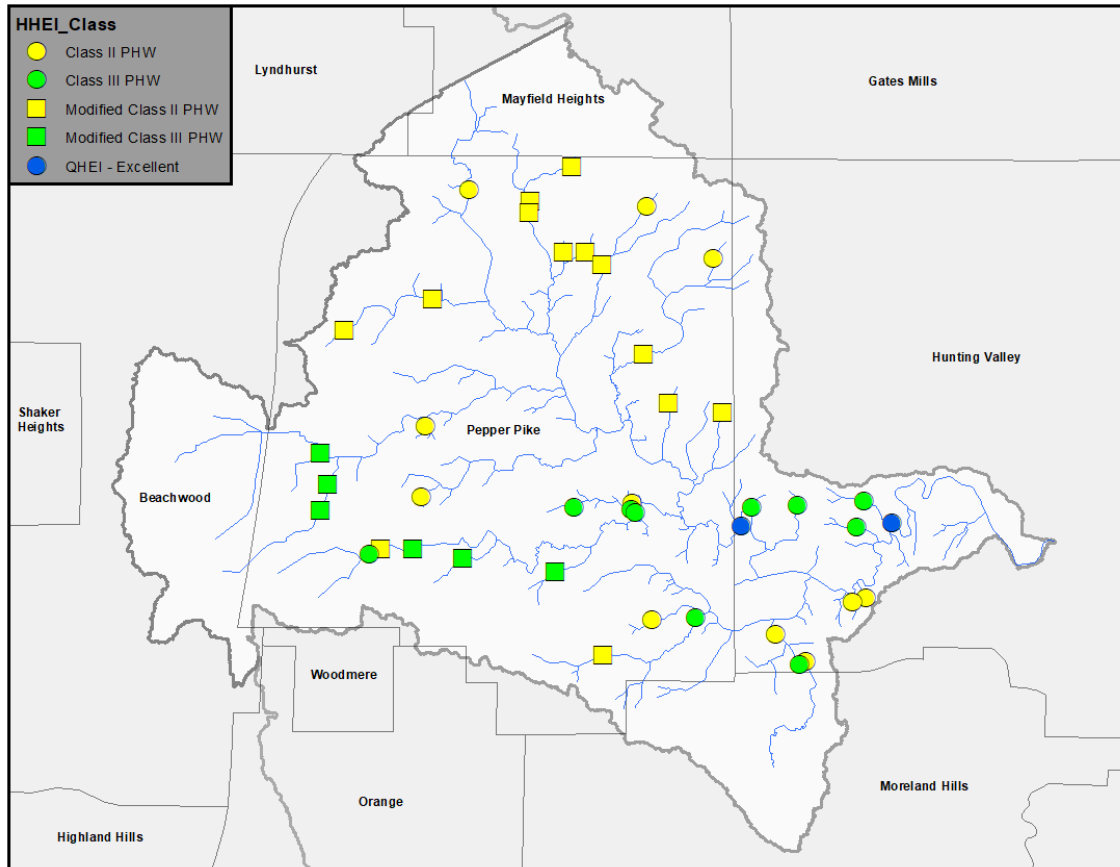 HHEI_Class
Class II PHW
Class III PHW
Modified Class II PHW
Modified Class III PHW
QHEI - Excellent
Lyndhurst
Gates Mills
Mayfield Heights
Hunting Valley
Shaker
Heights
Pepper Pike
Beachwood
Woodmere
Moreland Hills
Orange
Highland Hills